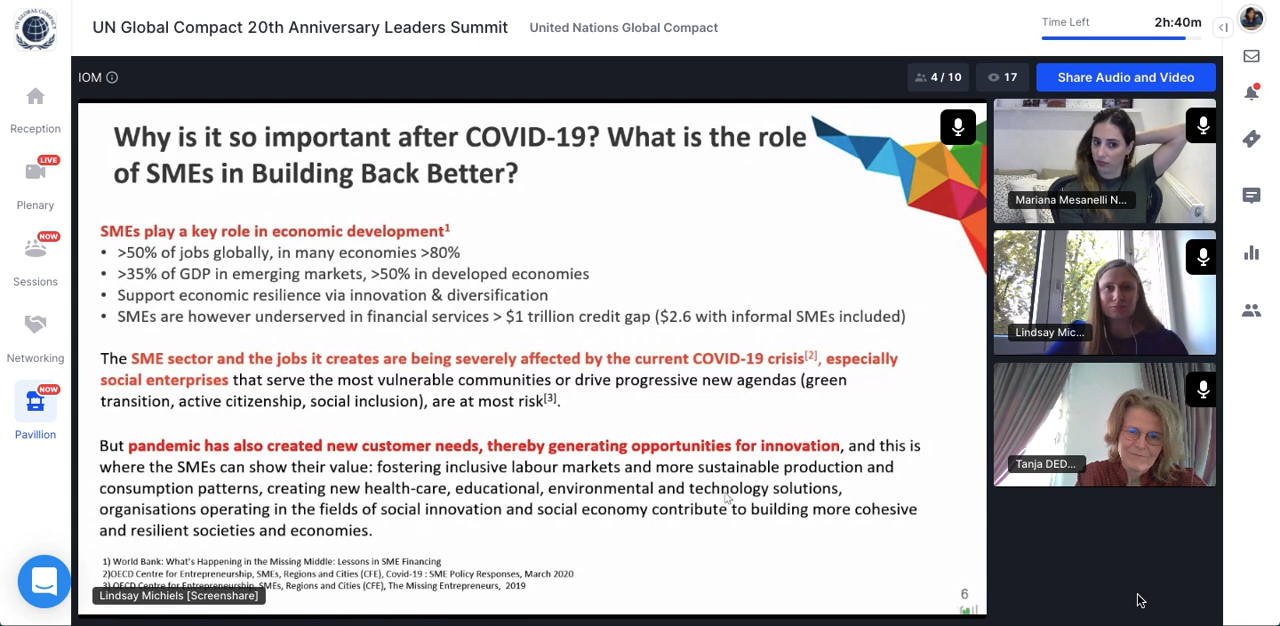 UN Global Compact 20th Anniversary Leaders Summit
United Nations Global Compact
Time Left 2h:40m
IOM
4 / 10
17
Share Audio and Video
Reception
LIVE
Plenary
NOW
Sessions
Networking
NOW
Pavillion
Why is it so important after COVID-19? What is the role
of SMEs in Building Back Better?
SMEs play a key role in economic development1
• >50% of jobs globally, in many economies >80%
• >35% of GDP in emerging markets, >50% in developed economies
• Support economic resilience via innovation & diversification
• SMEs are however underserved in financial services > $1 trillion credit gap ($2.6 with informal SMEs included)
The SME sector and the jobs it creates are being severely affected by the current COVID-19 crisis[2], especially
social enterprises that serve the most vulnerable communities or drive progressive new agendas (green
transition, active citizenship, social inclusion), are at most risk[3].
But pandemic has also created new customer needs, thereby generating opportunities for innovation, and this is
where the SMEs can show their value: fostering inclusive labour markets and more sustainable production and
consumption patterns, creating new health-care, educational, environmental and technology solutions,
organisations operating in the fields of social innovation and social economy contribute to building more cohesive
and resilient societies and economies.
1) World Bank: What's Happening in the Missing Middle: Lessons in SME Financing
2)OECD Centre for Entrepreneurship, SMEs, Regions and Cities (CFE), Covid-19 : SME Policy Responses, March 2020
3) OECD Centre for Entrepreneurship, SMEs, Regions and Cities (CFE), The Missing Entrepreneurs, 2019
Lindsay Michiels [Screenshare]
6
Mariana Mesanelli N...
Lindsay Mic...
Tanja DED...